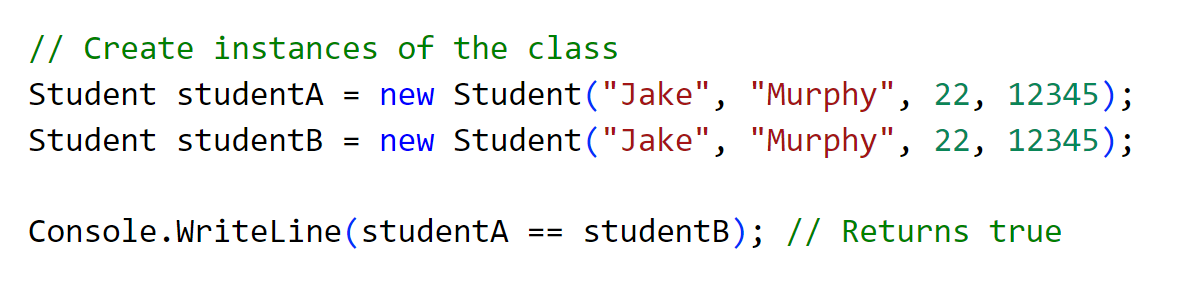 // Create instances of the class
Student studentA = new Student("Jake", "Murphy", 22, 12345);
Student studentB = new Student("Jake", "Murphy", 22, 12345);
Console.WriteLine(studentA == studentB); // Returns true